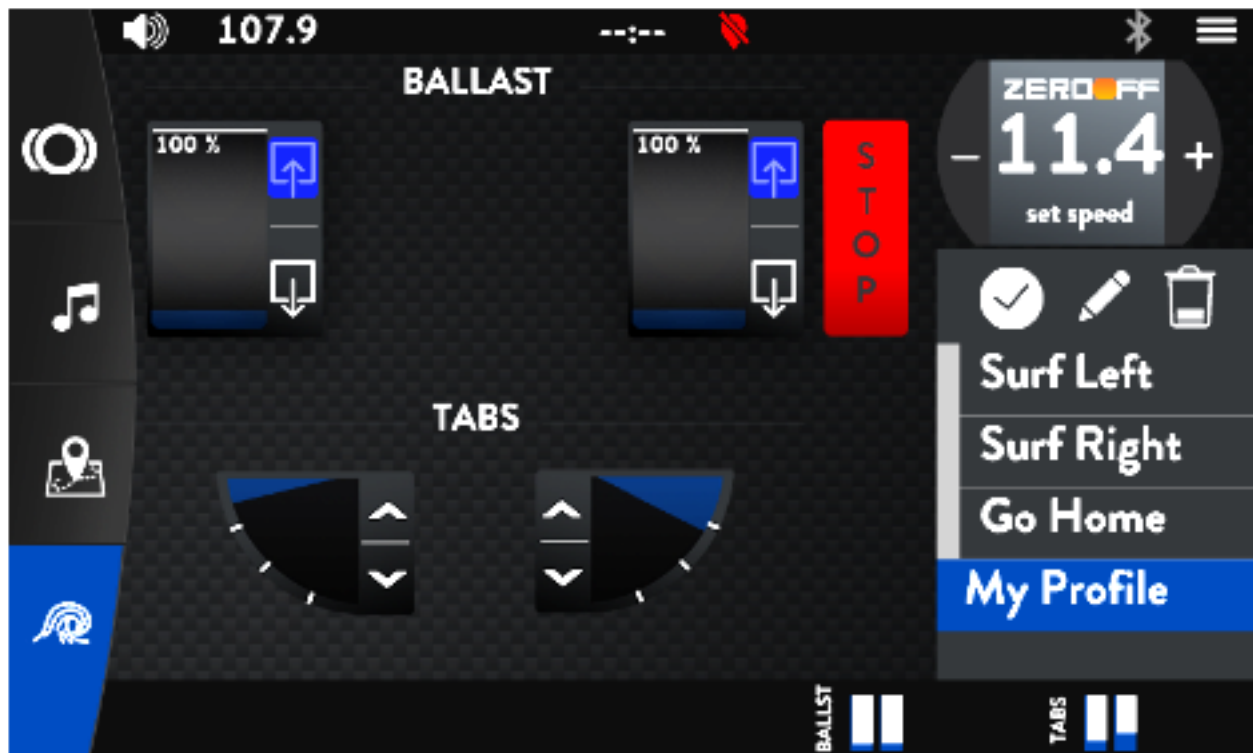 107.9
--:--
BALLAST
100 %
100 %
STOP
ZEROOFF
11.4
- +
set speed
TABS
Surf Left
Surf Right
Go Home
My Profile
BALLST
TABS